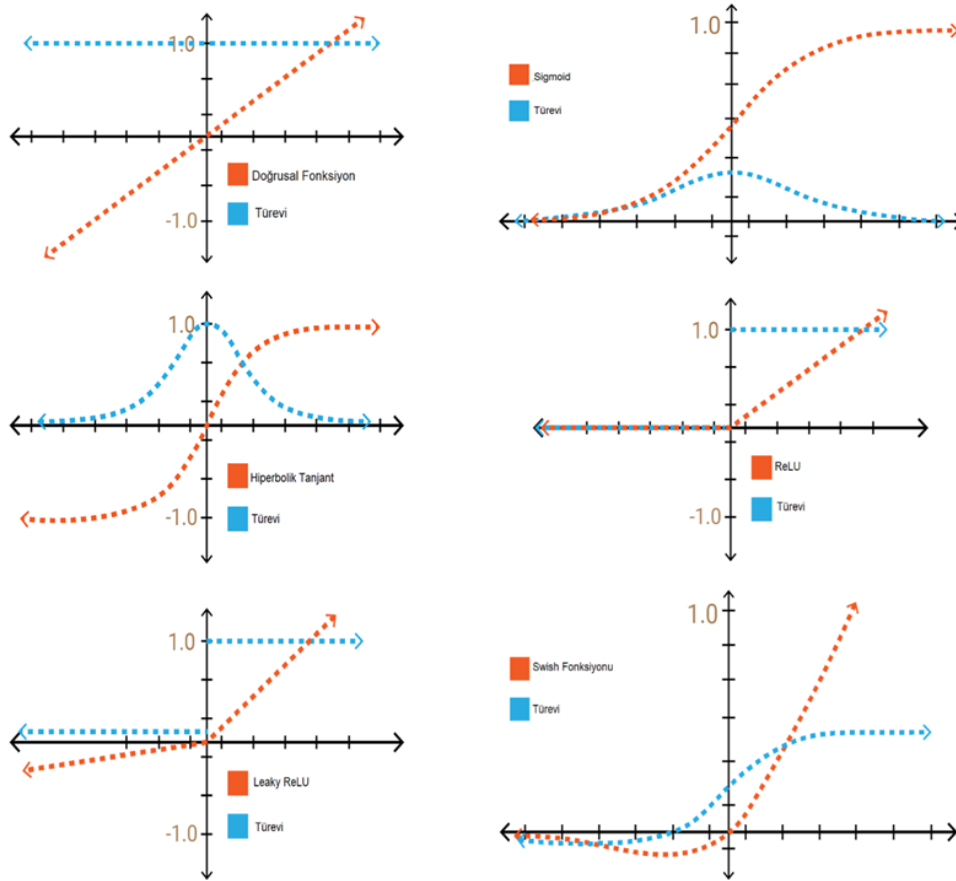 1.0
Doğrusal Fonksiyon
Türevi
-1.0
1.0
Sigmoid
Türevi
1.0
Hiperbolik Tanjant
Türevi
-1.0
1.0
ReLU
Türevi
-1.0
1.0
Leaky ReLU
Türevi
-1.0
1.0
Swish Fonksiyonu
Türevi